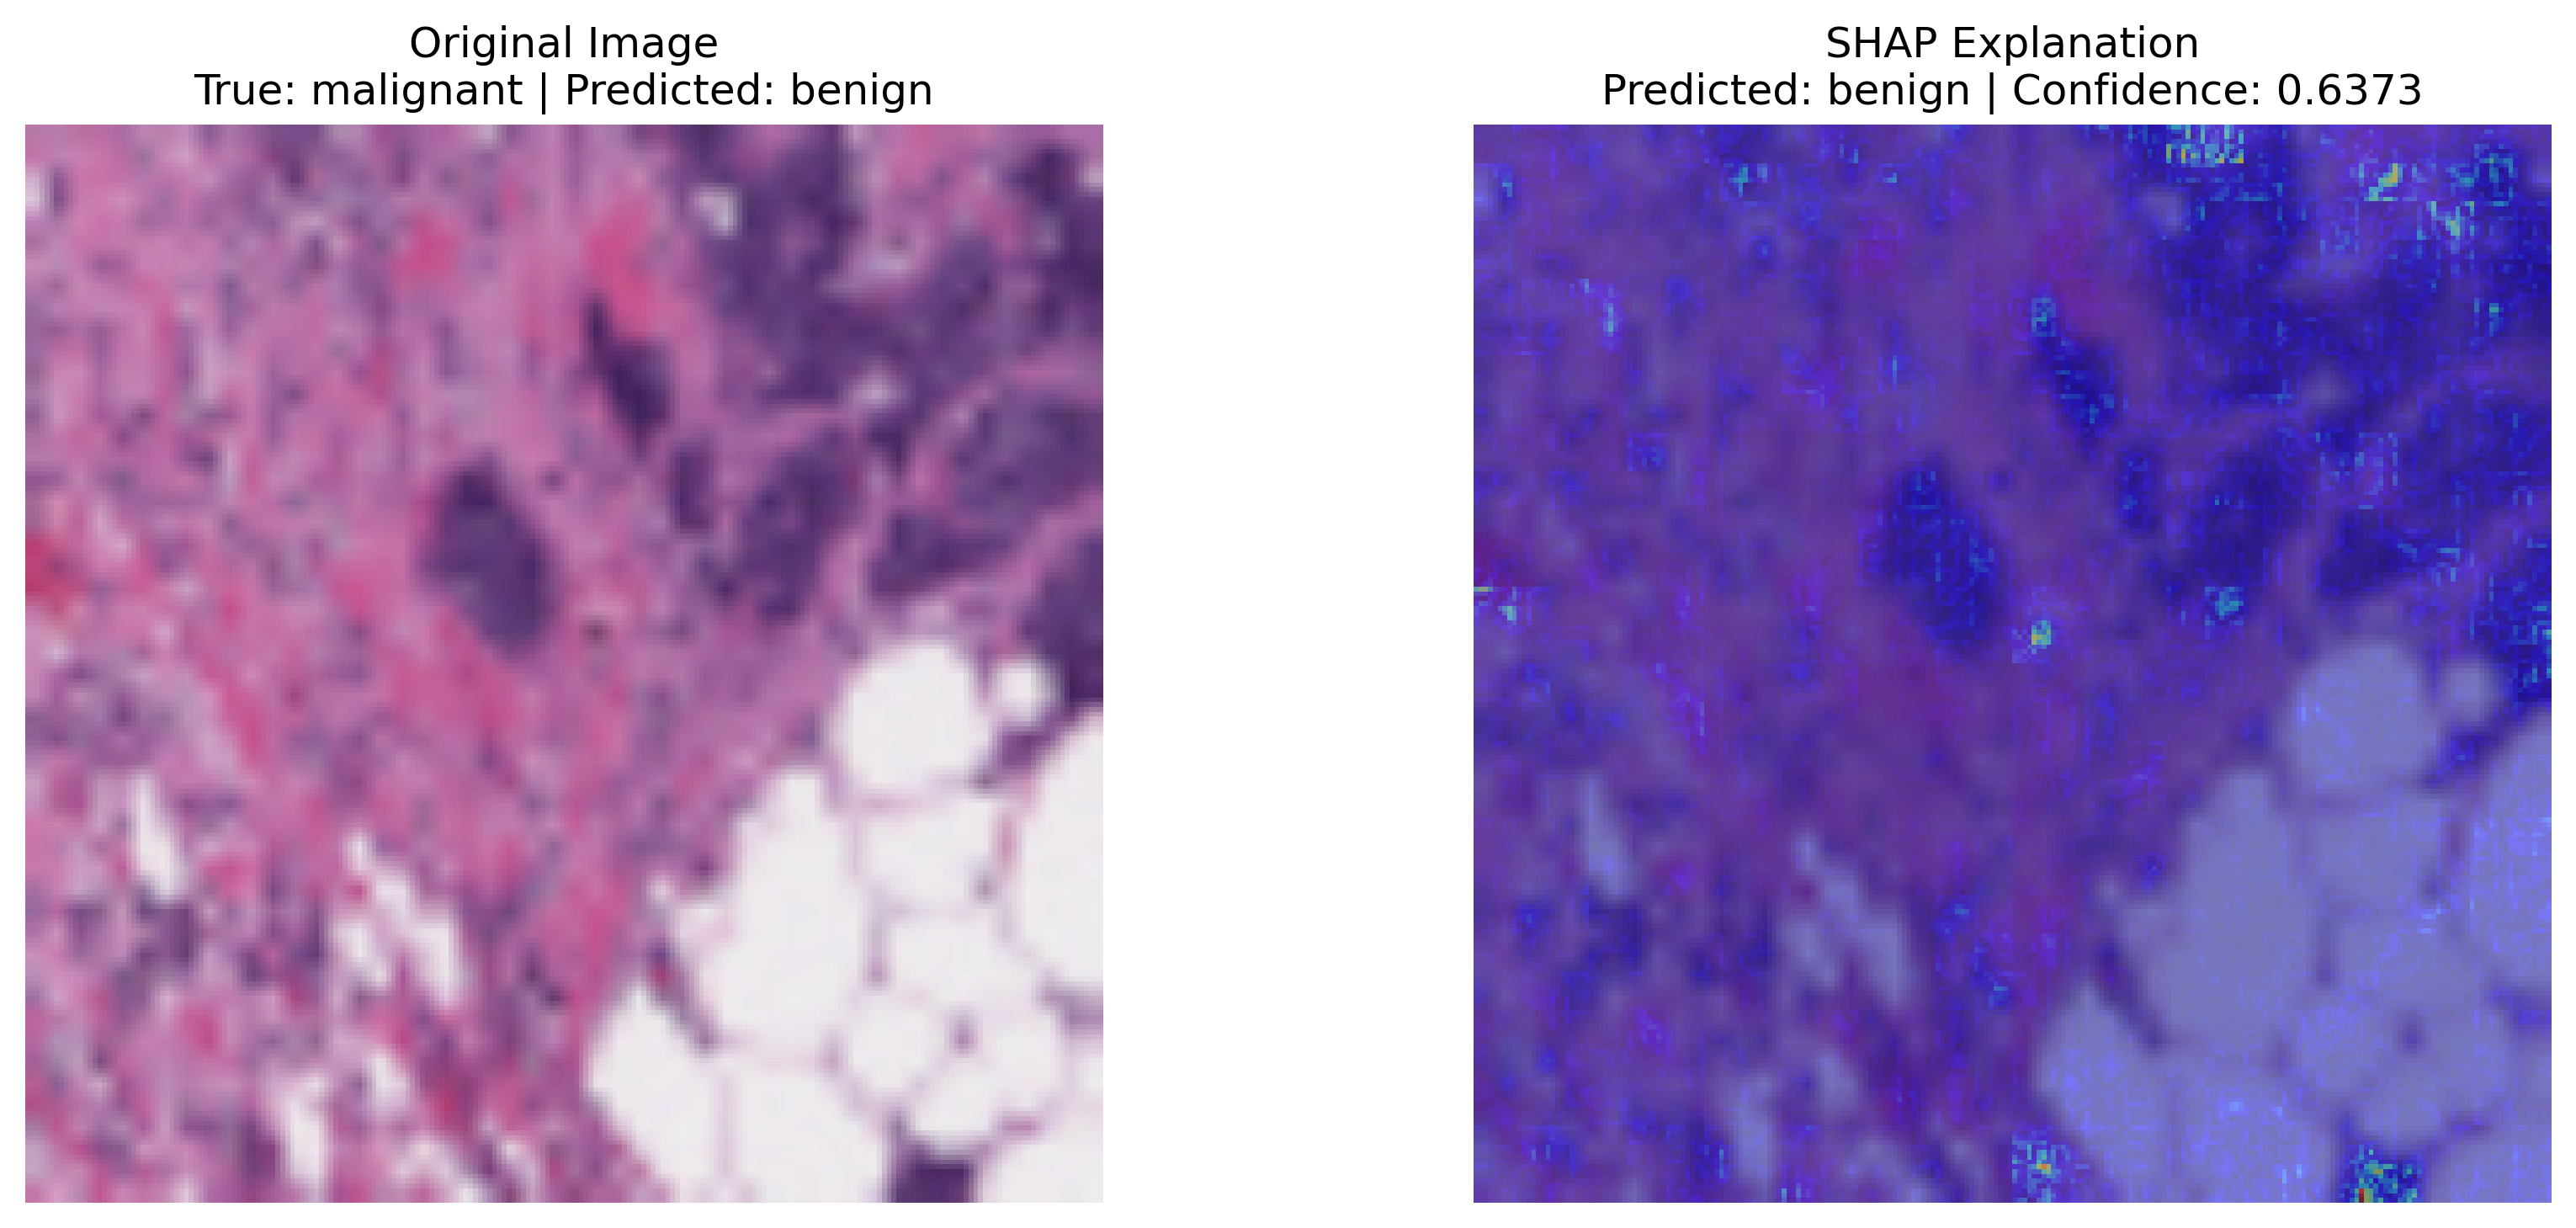 Original Image
True: malignant | Predicted: benign
SHAP Explanation
Predicted: benign | Confidence: 0.6373